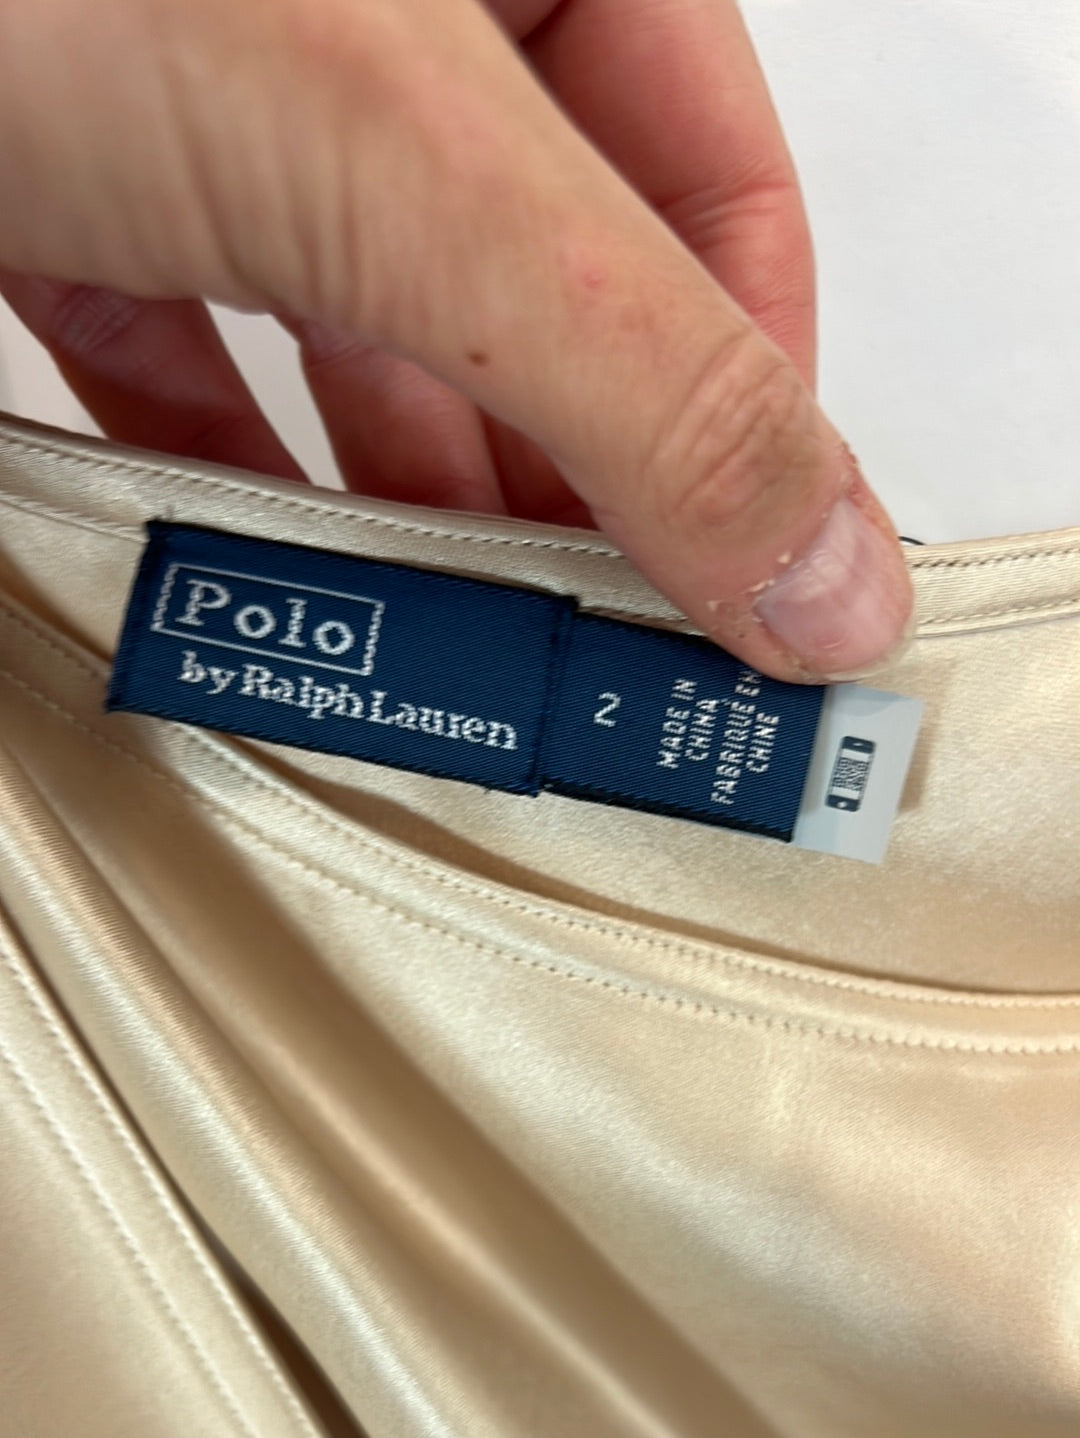 Polo
by Ralph Lauren
2
MADE IN
CHINA
FABRIQUÉ EN
CHINE